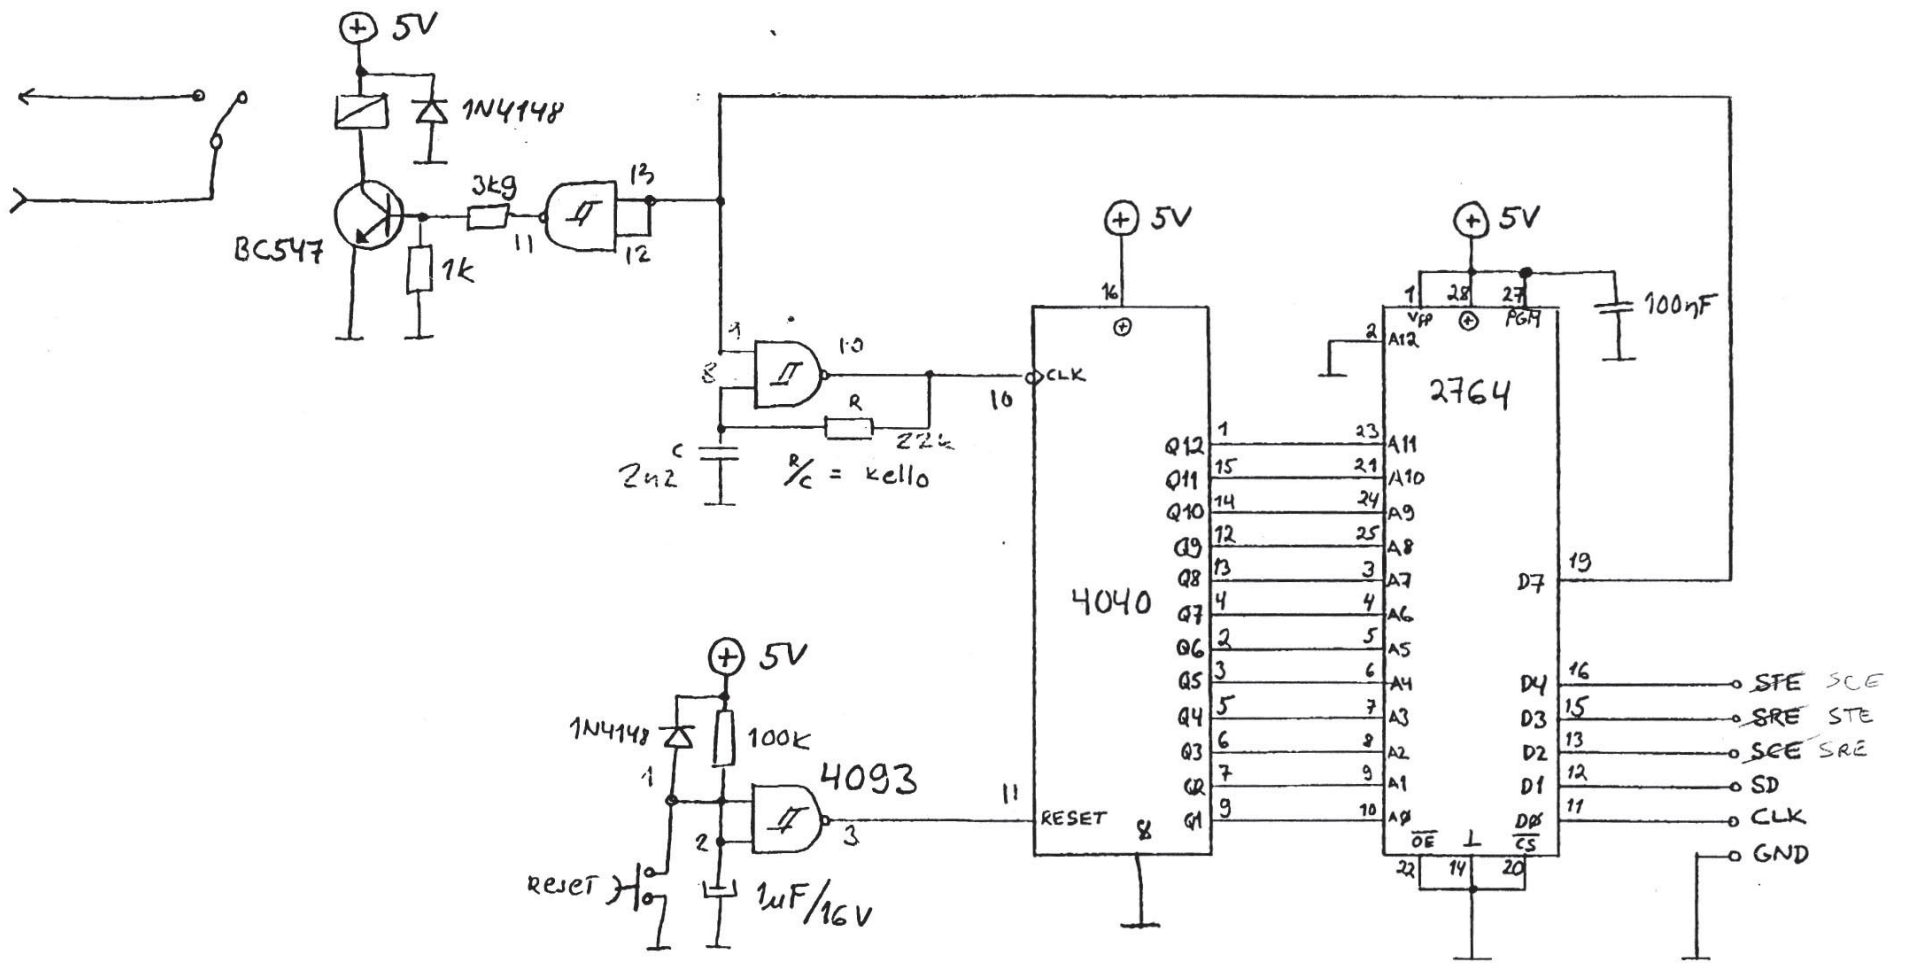 5V
1N4148
3k9
13
11
12
BC547
1k
9
8
10
R
22k
C
2n2
R/C = kello
5V
16
CLK
10
5V
1 28 27
VPP PGM
100nF
2 A12
2764
Q12 1 23 A11
Q11 15 21 A10
Q10 14 24 A9
Q9 12 25 A8
Q8 13 3 A7
Q7 4 4 A6
Q6 2 5 A5
Q5 3 6 A4
Q4 5 7 A3
Q3 6 8 A2
Q2 7 9 A1
Q1 9 10 A0
4040
D7 19
D4 16 STE SCE
D3 15 SRE STE
D2 13 SCE SRE
D1 12 SD
D0 11 CLK
GND
OE CS
22 14 20
5V
1N4148
100K
1
4093
2
3
11
RESET
8
RESET
1uF/16V